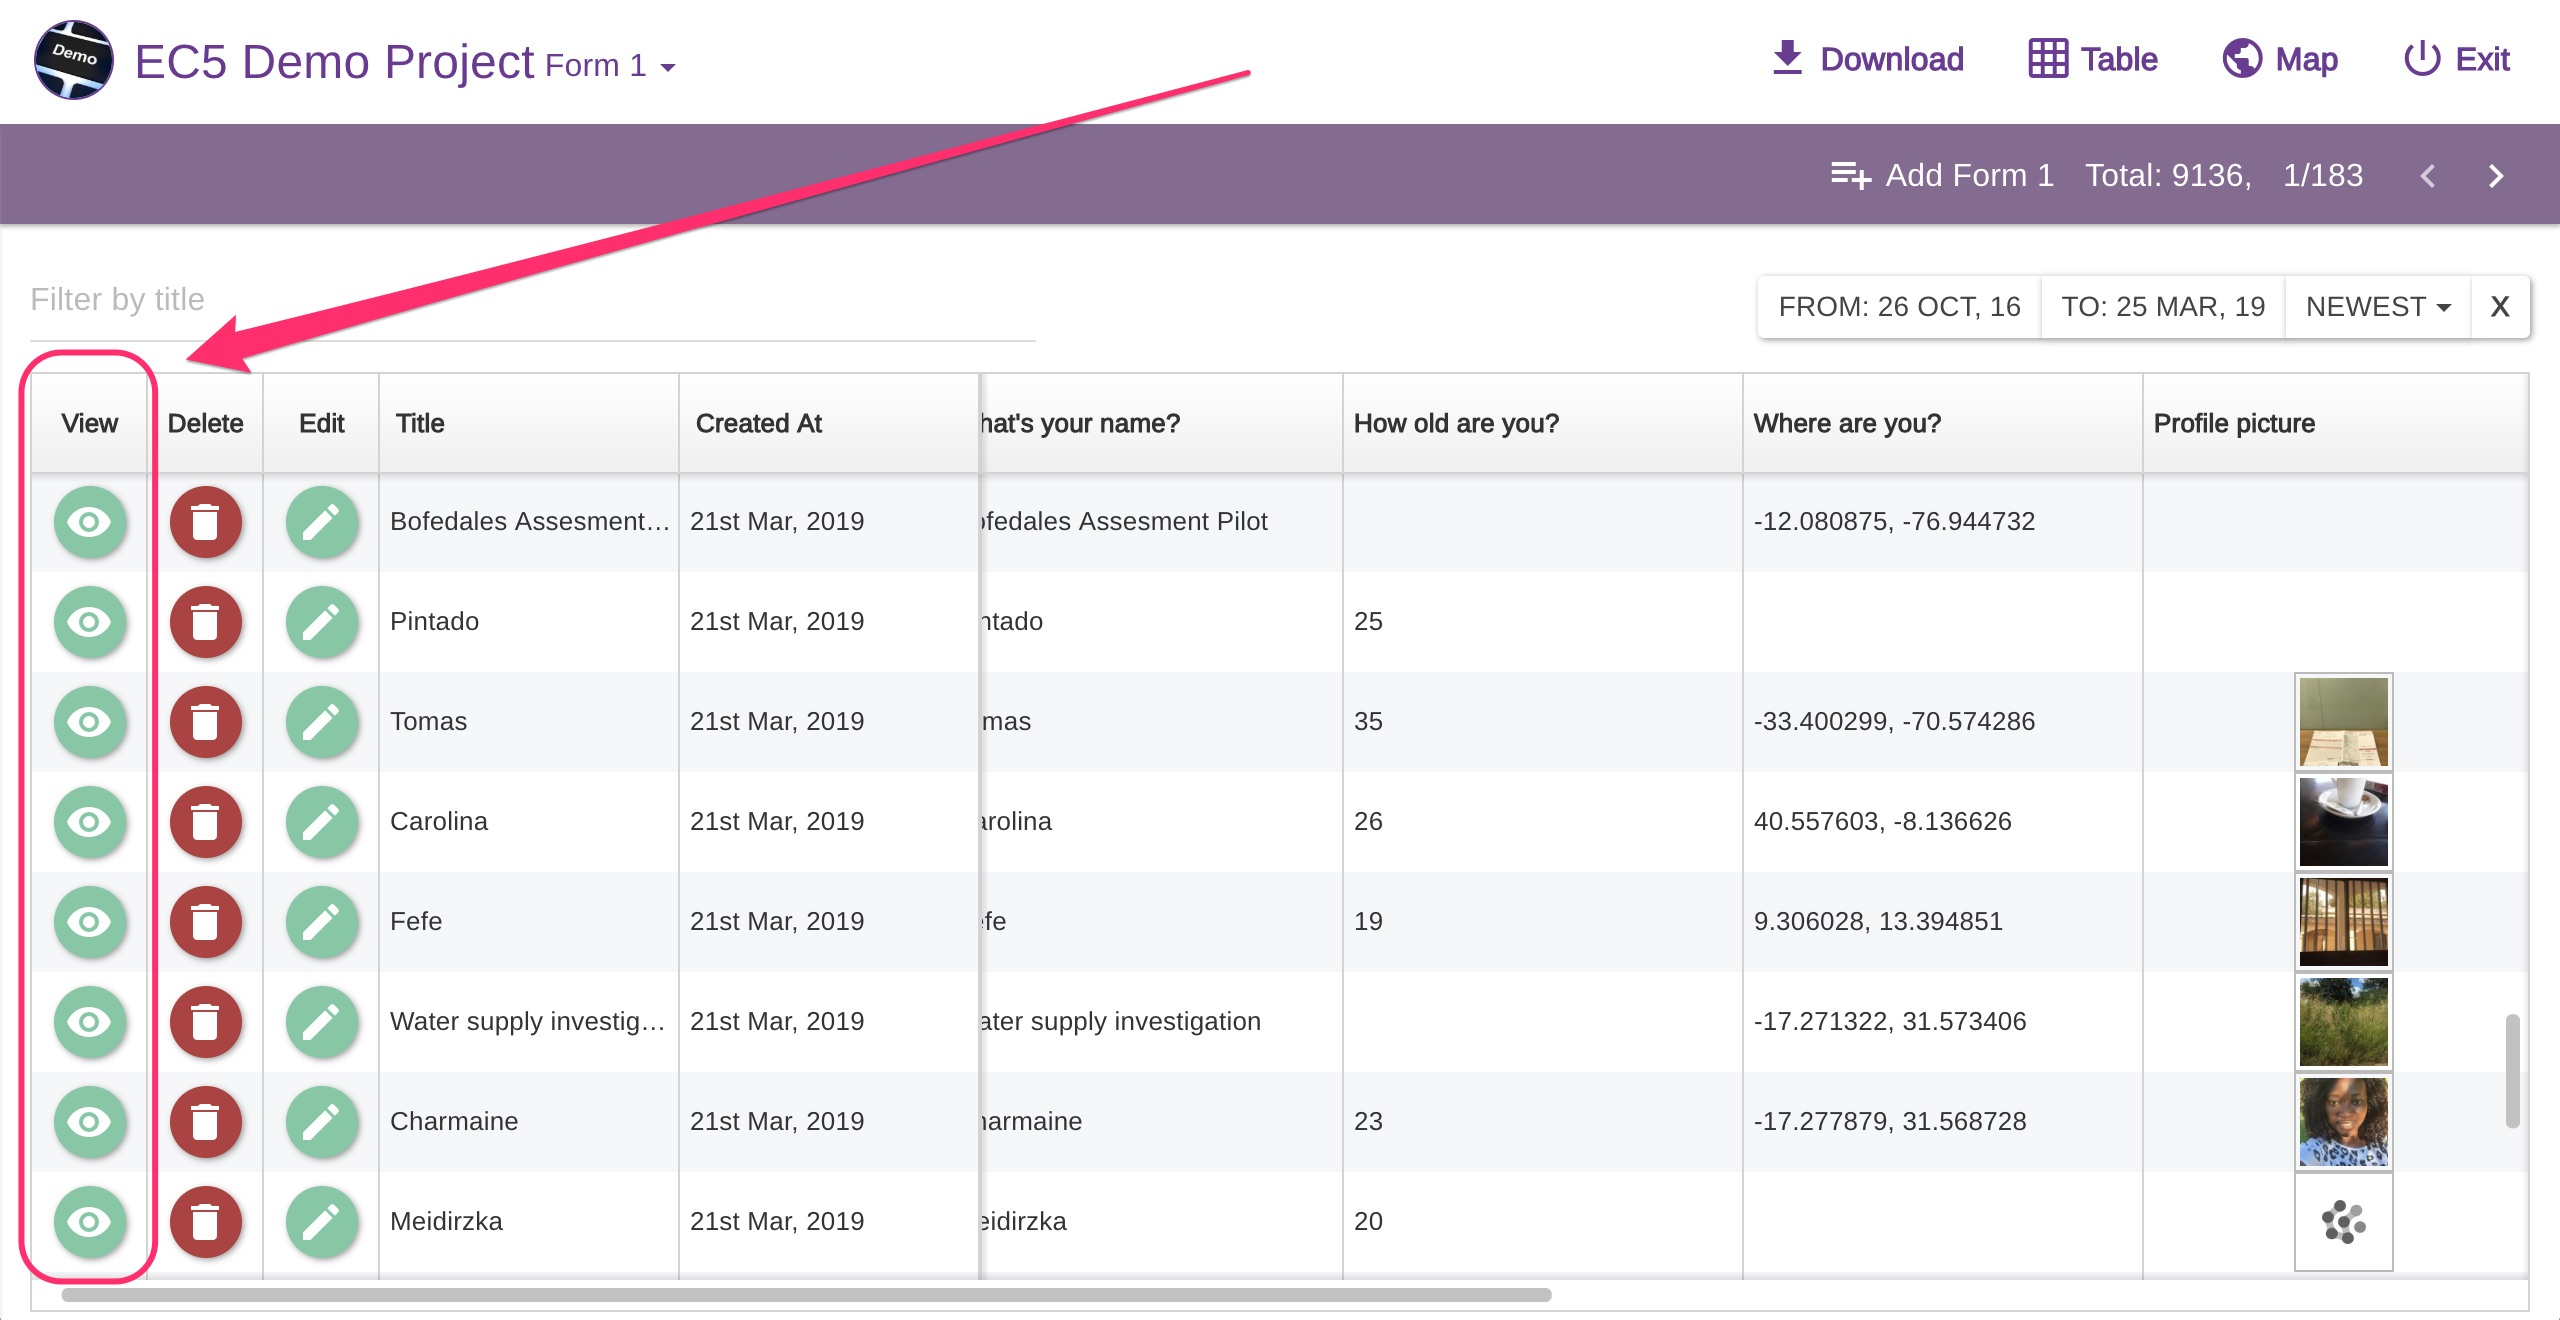 Demo
EC5 Demo Project Form 1
Download
Table
Map
Exit
Add Form 1 Total: 9136, 1/183
Filter by title
FROM: 26 OCT, 16 TO: 25 MAR, 19 NEWEST X
View Delete Edit Title Created At hat's your name? How old are you? Where are you? Profile picture
Bofedales Assesment... 21st Mar, 2019 ofedales Assesment Pilot -12.080875, -76.944732
Pintado 21st Mar, 2019 ntado 25
Tomas 21st Mar, 2019 mas 35 -33.400299, -70.574286
Carolina 21st Mar, 2019 arolina 26 40.557603, -8.136626
Fefe 21st Mar, 2019 efe 19 9.306028, 13.394851
Water supply investig... 21st Mar, 2019 ater supply investigation -17.271322, 31.573406
Charmaine 21st Mar, 2019 harmaine 23 -17.277879, 31.568728
Meidirzka 21st Mar, 2019 eidirzka 20